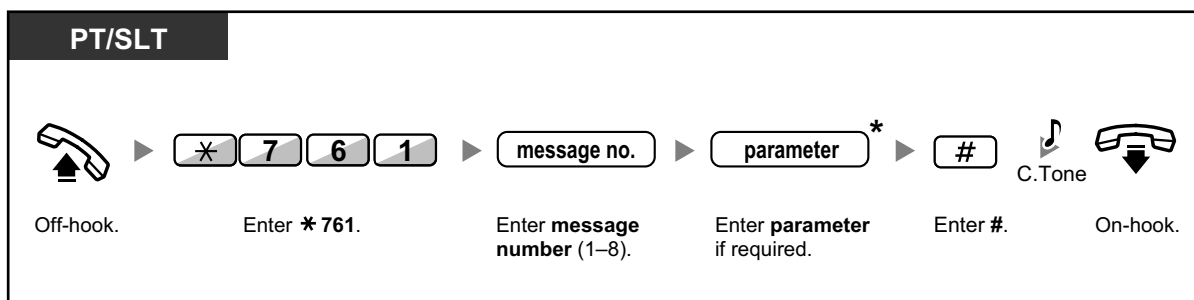 PT/SLT
* 7 6 1
message no.
parameter *
#
C.Tone
Off-hook.
Enter * 761.
Enter message
number (1–8).
Enter parameter
if required.
Enter #.
On-hook.